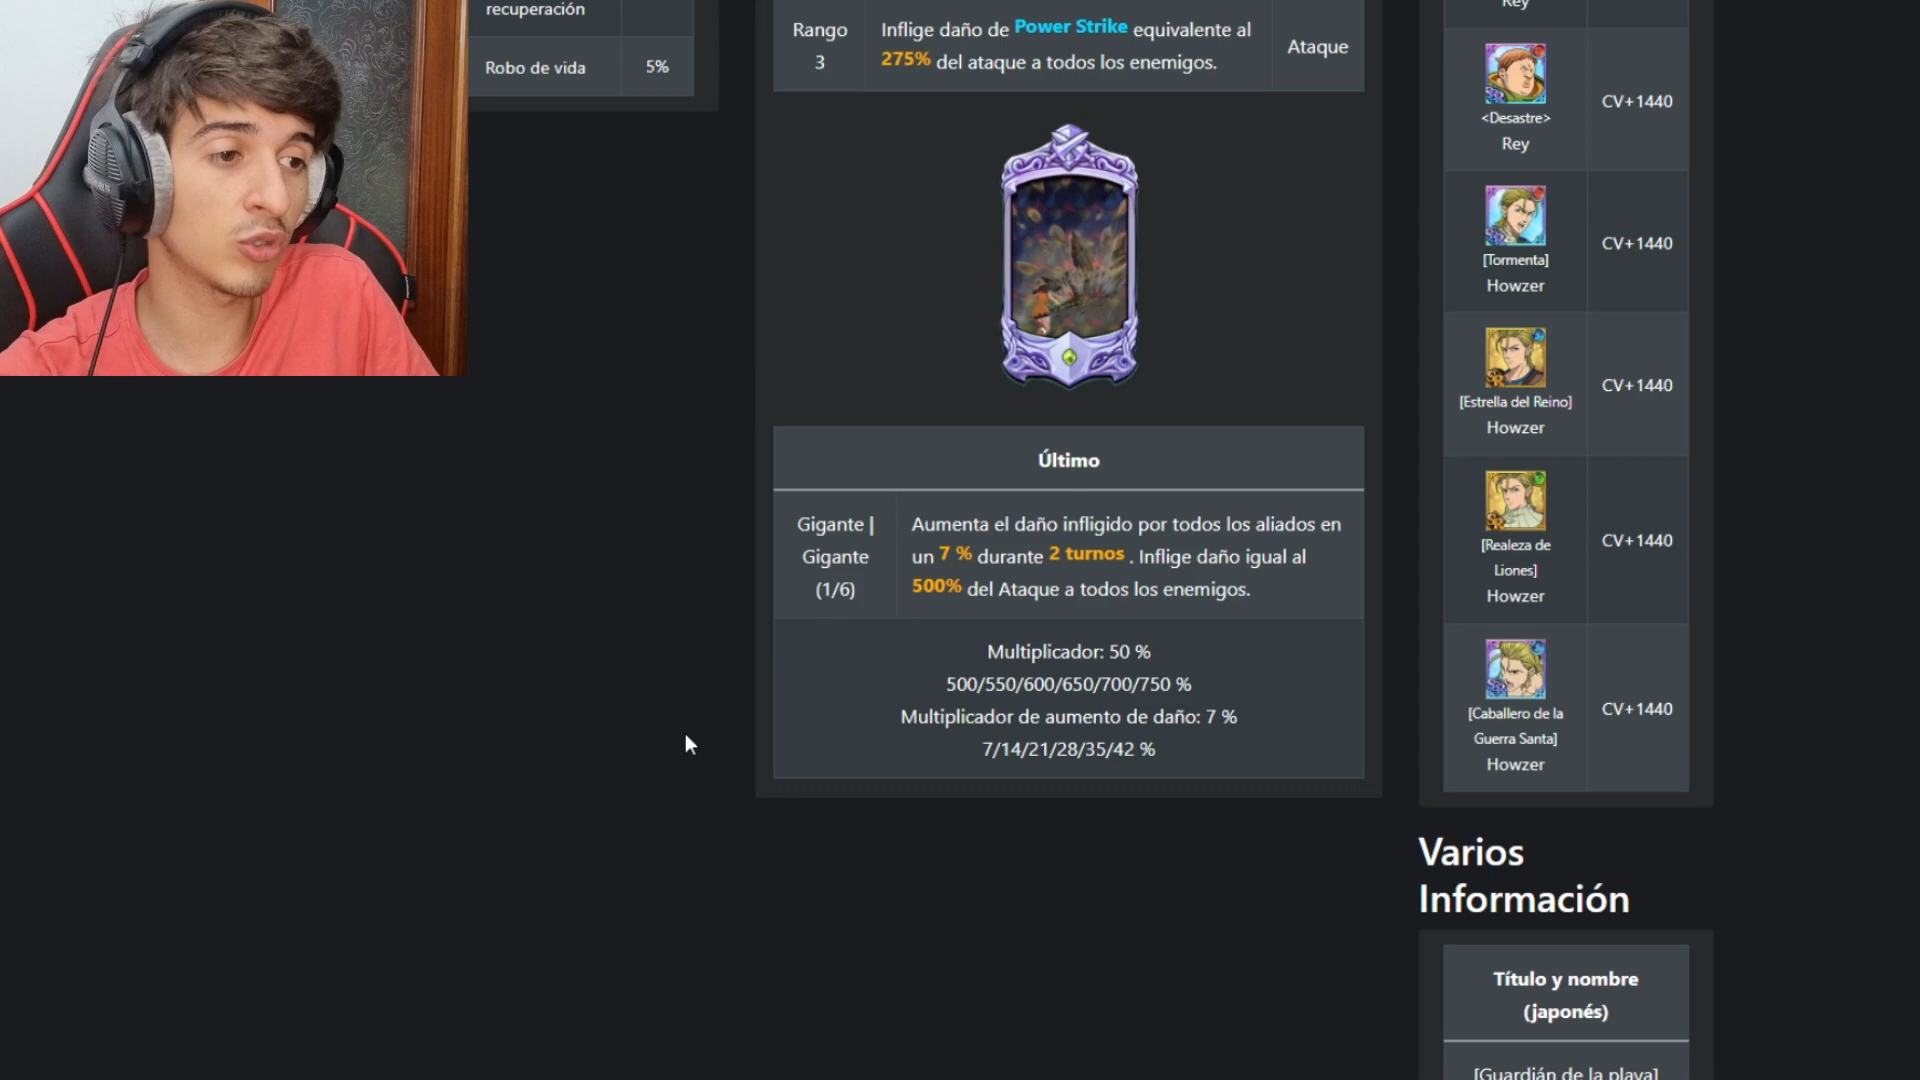 recuperación
Robo de vida 5%
Rango
3
Inflige daño de Power Strike equivalente al
275% del ataque a todos los enemigos.
Ataque
Último
Gigante |
Gigante
(1/6)
Aumenta el daño infligido por todos los aliados en
un 7 % durante 2 turnos . Inflige daño igual al
500% del Ataque a todos los enemigos.
Multiplicador: 50 %
500/550/600/650/700/750 %
Multiplicador de aumento de daño: 7 %
7/14/21/28/35/42 %
Rey
<Desastre>
Rey
CV+1440
[Tormenta]
Howzer
CV+1440
[Estrella del Reino]
Howzer
CV+1440
[Realeza de
Liones]
Howzer
CV+1440
[Caballero de la
Guerra Santa]
Howzer
CV+1440
Varios
Información
Título y nombre
(japonés)
[Guardián de la playa]